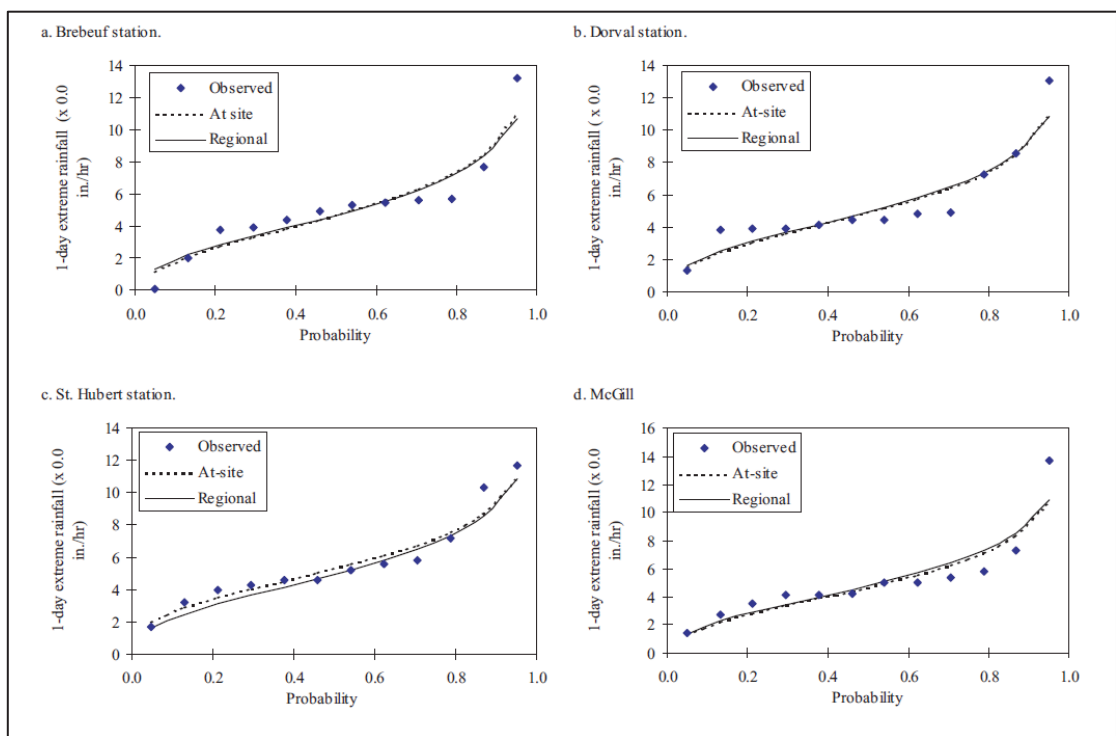 a. Brebeuf station.
1-day extreme rainfall (x 0.0
in./hr)
14
12
10
8
6
4
2
0
Observed
At site
Regional
0.0 0.2 0.4 0.6 0.8 1.0
Probability
b. Dorval station.
1-day extreme rainfall ( x 0.0
in./hr)
14
12
10
8
6
4
2
0
Observed
At-site
Regional
0.0 0.2 0.4 0.6 0.8 1.0
Probability
c. St. Hubert station.
1-day extreme rainfall (x 0.0
in./hr)
14
12
10
8
6
4
2
0
Observed
At-site
Regional
0.0 0.2 0.4 0.6 0.8 1.0
Probability
d. McGill
1-day extreme rainfall (x 0.0
in./hr)
16
14
12
10
8
6
4
2
0
Observed
At-site
Regional
0.0 0.2 0.4 0.6 0.8 1.0
Probability